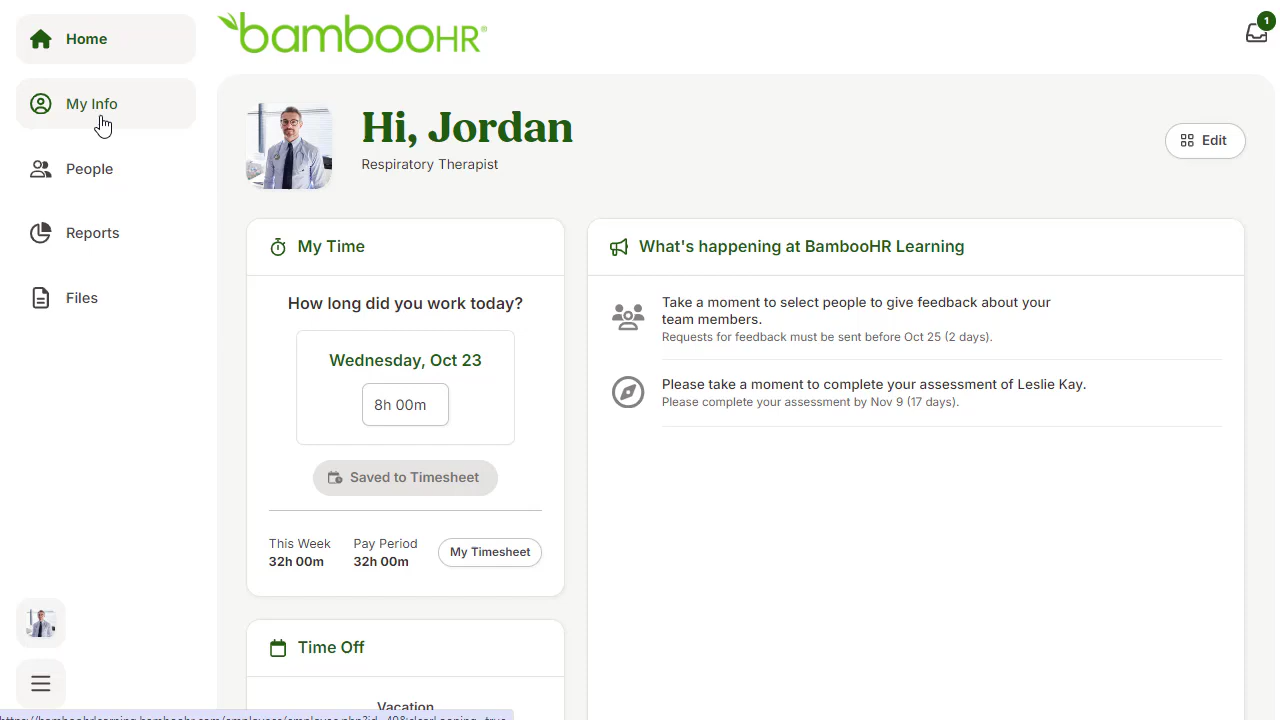 Home
bambooHR®
1
My Info
Hi, Jordan
Respiratory Therapist
Edit
People
Reports
Files
My Time
How long did you work today?
Wednesday, Oct 23
8h 00m
Saved to Timesheet
This Week
32h 00m
Pay Period
32h 00m
My Timesheet
What's happening at BambooHR Learning
Take a moment to select people to give feedback about your
team members.
Requests for feedback must be sent before Oct 25 (2 days).
Please take a moment to complete your assessment of Leslie Kay.
Please complete your assessment by Nov 9 (17 days).
Time Off
Vacation